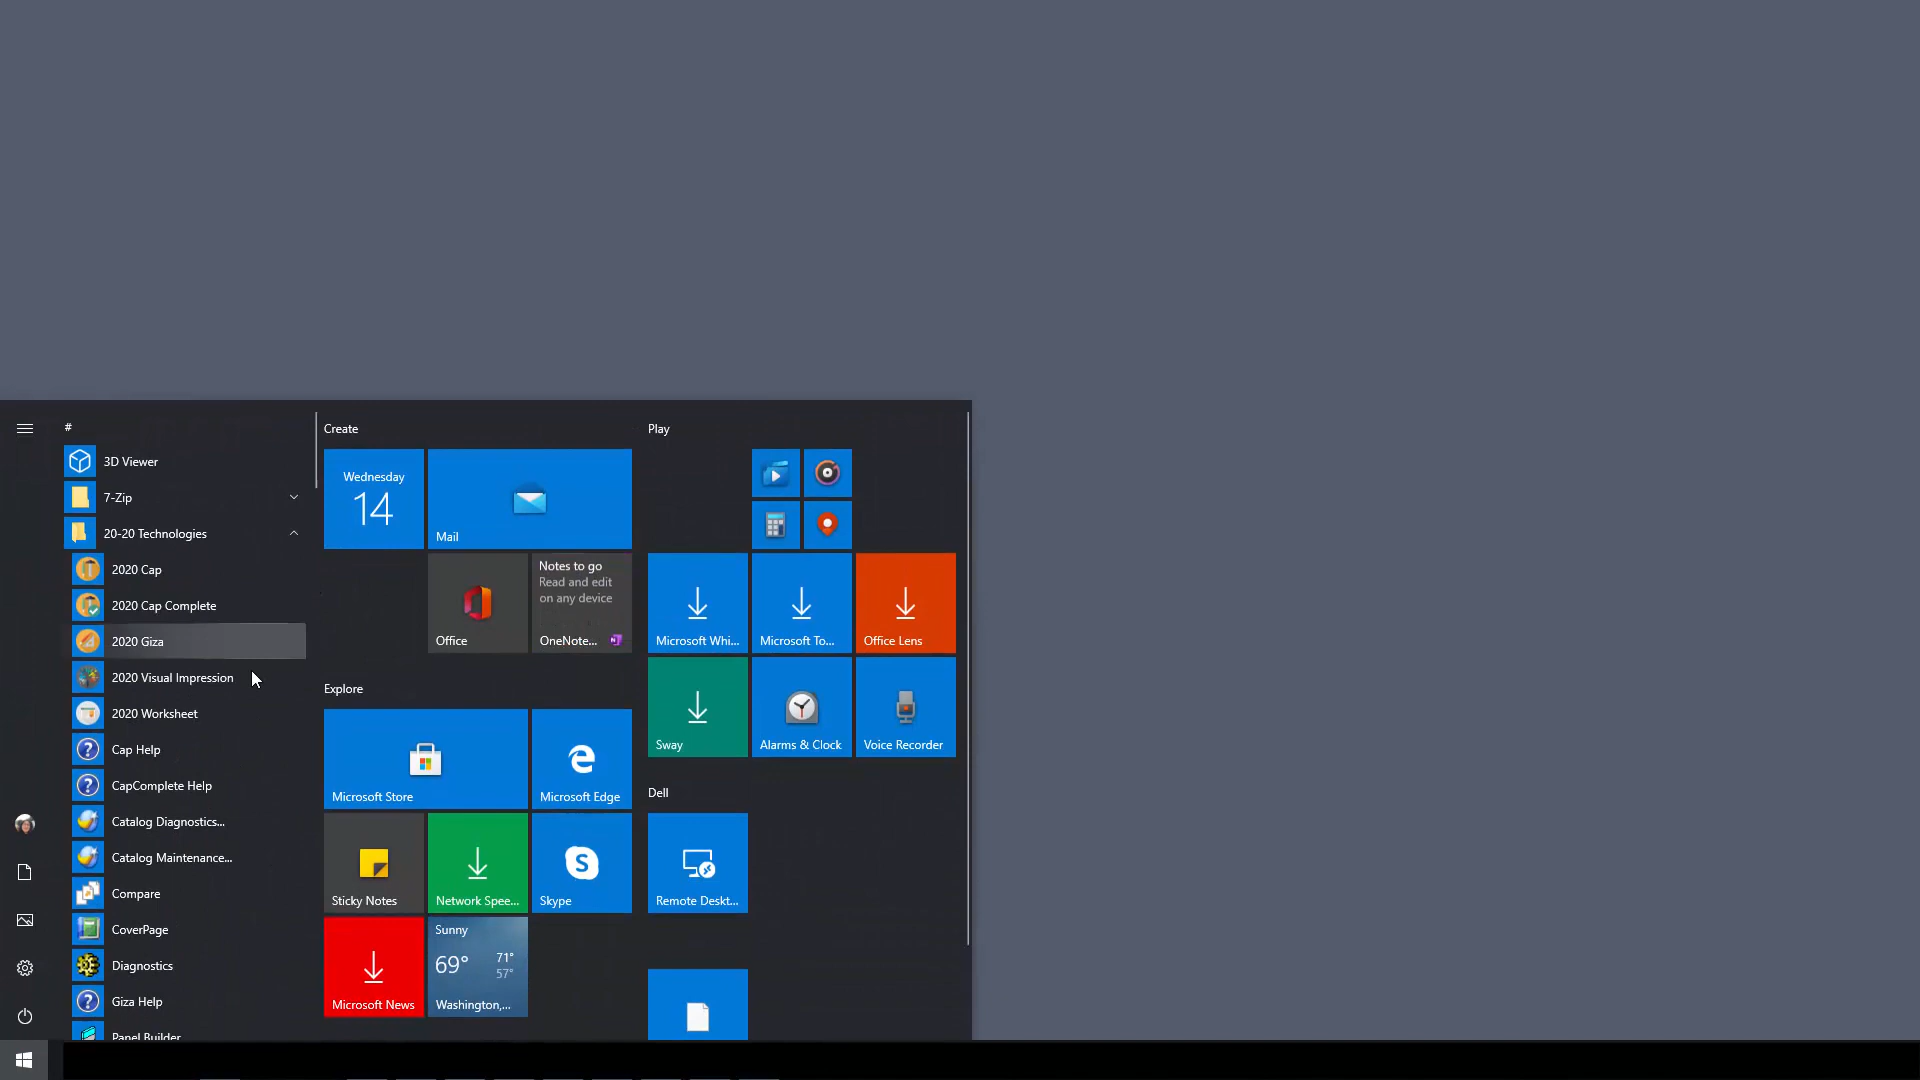 #
3D Viewer
7-Zip
20-20 Technologies
2020 Cap
2020 Cap Complete
2020 Giza
2020 Visual Impression
2020 Worksheet
Cap Help
CapComplete Help
Catalog Diagnostics...
Catalog Maintenance...
Compare
CoverPage
Diagnostics
Giza Help
Panel Builder
Create
Wednesday
14
Mail
Office
Notes to go
Read and edit
on any device
OneNote...
Explore
Microsoft Store
Microsoft Edge
Sticky Notes
Network Spee...
Skype
Microsoft News
Sunny
69° 71°
57°
Washington,...
Play
Microsoft Whi...
Microsoft To...
Office Lens
Sway
Alarms & Clock
Voice Recorder
Dell
Remote Deskt...